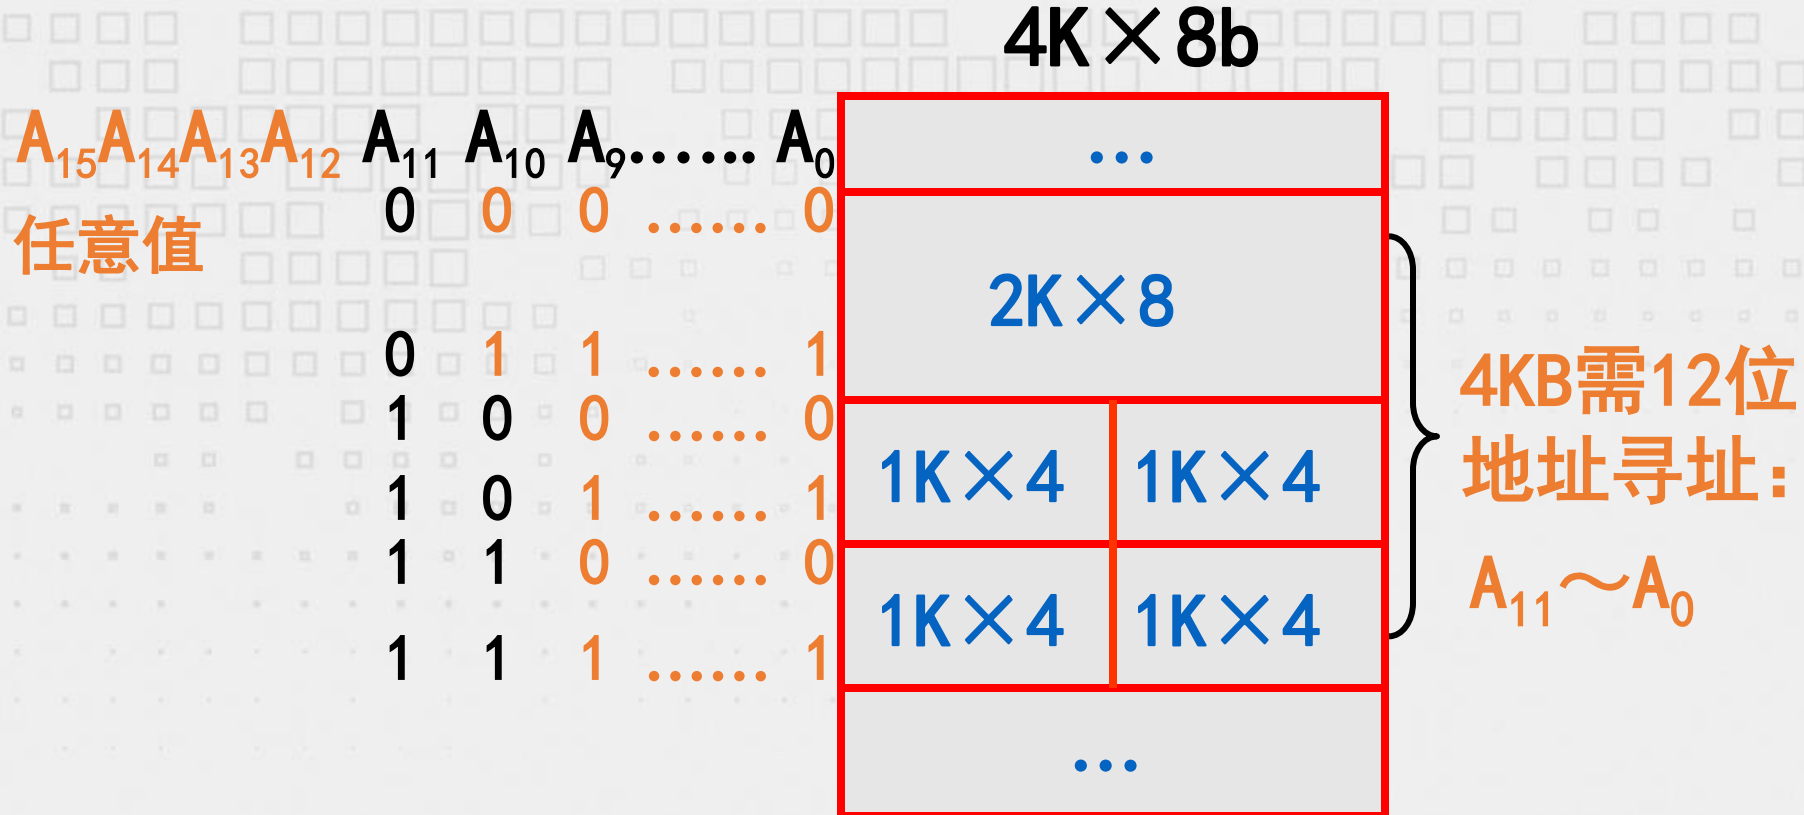 4K×8b
A₁₅A₁₄A₁₃A₁₂ A₁₁ A₁₀ A₉…… A₀ …
0 0 0 …… 0
任意值
2K×8
0 1 1 …… 1
4KB需12位
1 0 0 …… 0
地址寻址：
1K×4 1K×4
1 0 1 …… 1
1 1 0 …… 0
A₁₁～A₀
1K×4 1K×4
1 1 1 …… 1
…